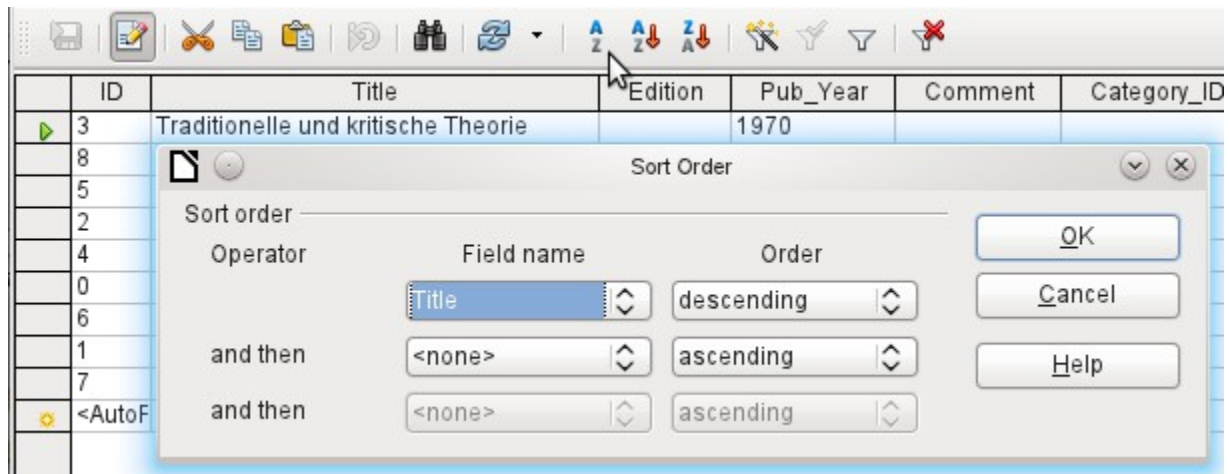 A Z A Z Z A
ID Title Edition Pub_Year Comment Category_ID
3 Traditionelle und kritische Theorie 1970
8
Sort Order
5
Sort order
2
OK
4
Operator Field name Order
0
Title descending
Cancel
6
1
and then <none> ascending
Help
7
<AutoF
and then <none> ascending